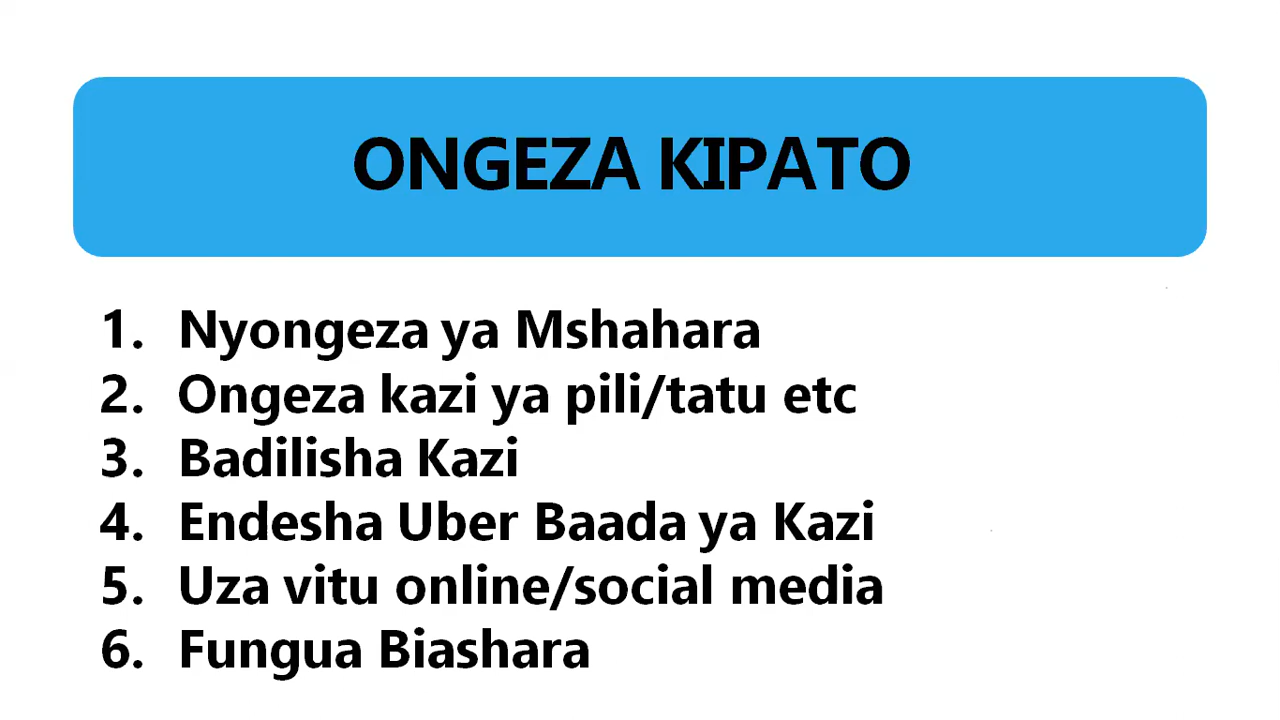 ONGEZA KIPATO
1. Nyongeza ya Mshahara
2. Ongeza kazi ya pili/tatu etc
3. Badilisha Kazi
4. Endesha Uber Baada ya Kazi
5. Uza vitu online/social media
6. Fungua Biashara